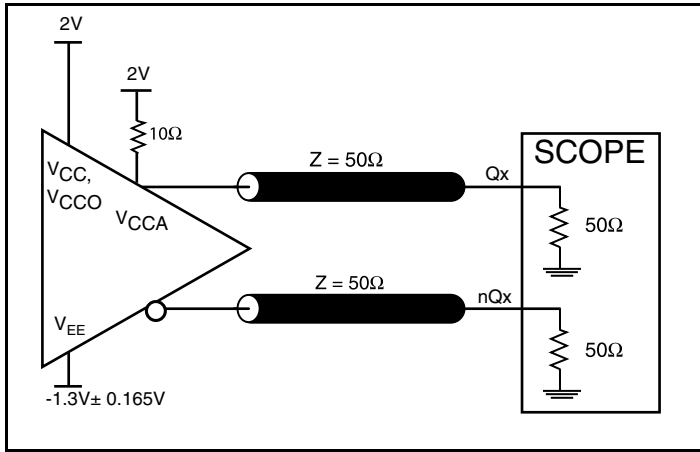 2V
2V
10Ω
Z = 50Ω
Qx
SCOPE
VCC,
VCCO
VCCA
50Ω
Z = 50Ω
nQx
VEE
50Ω
-1.3V± 0.165V